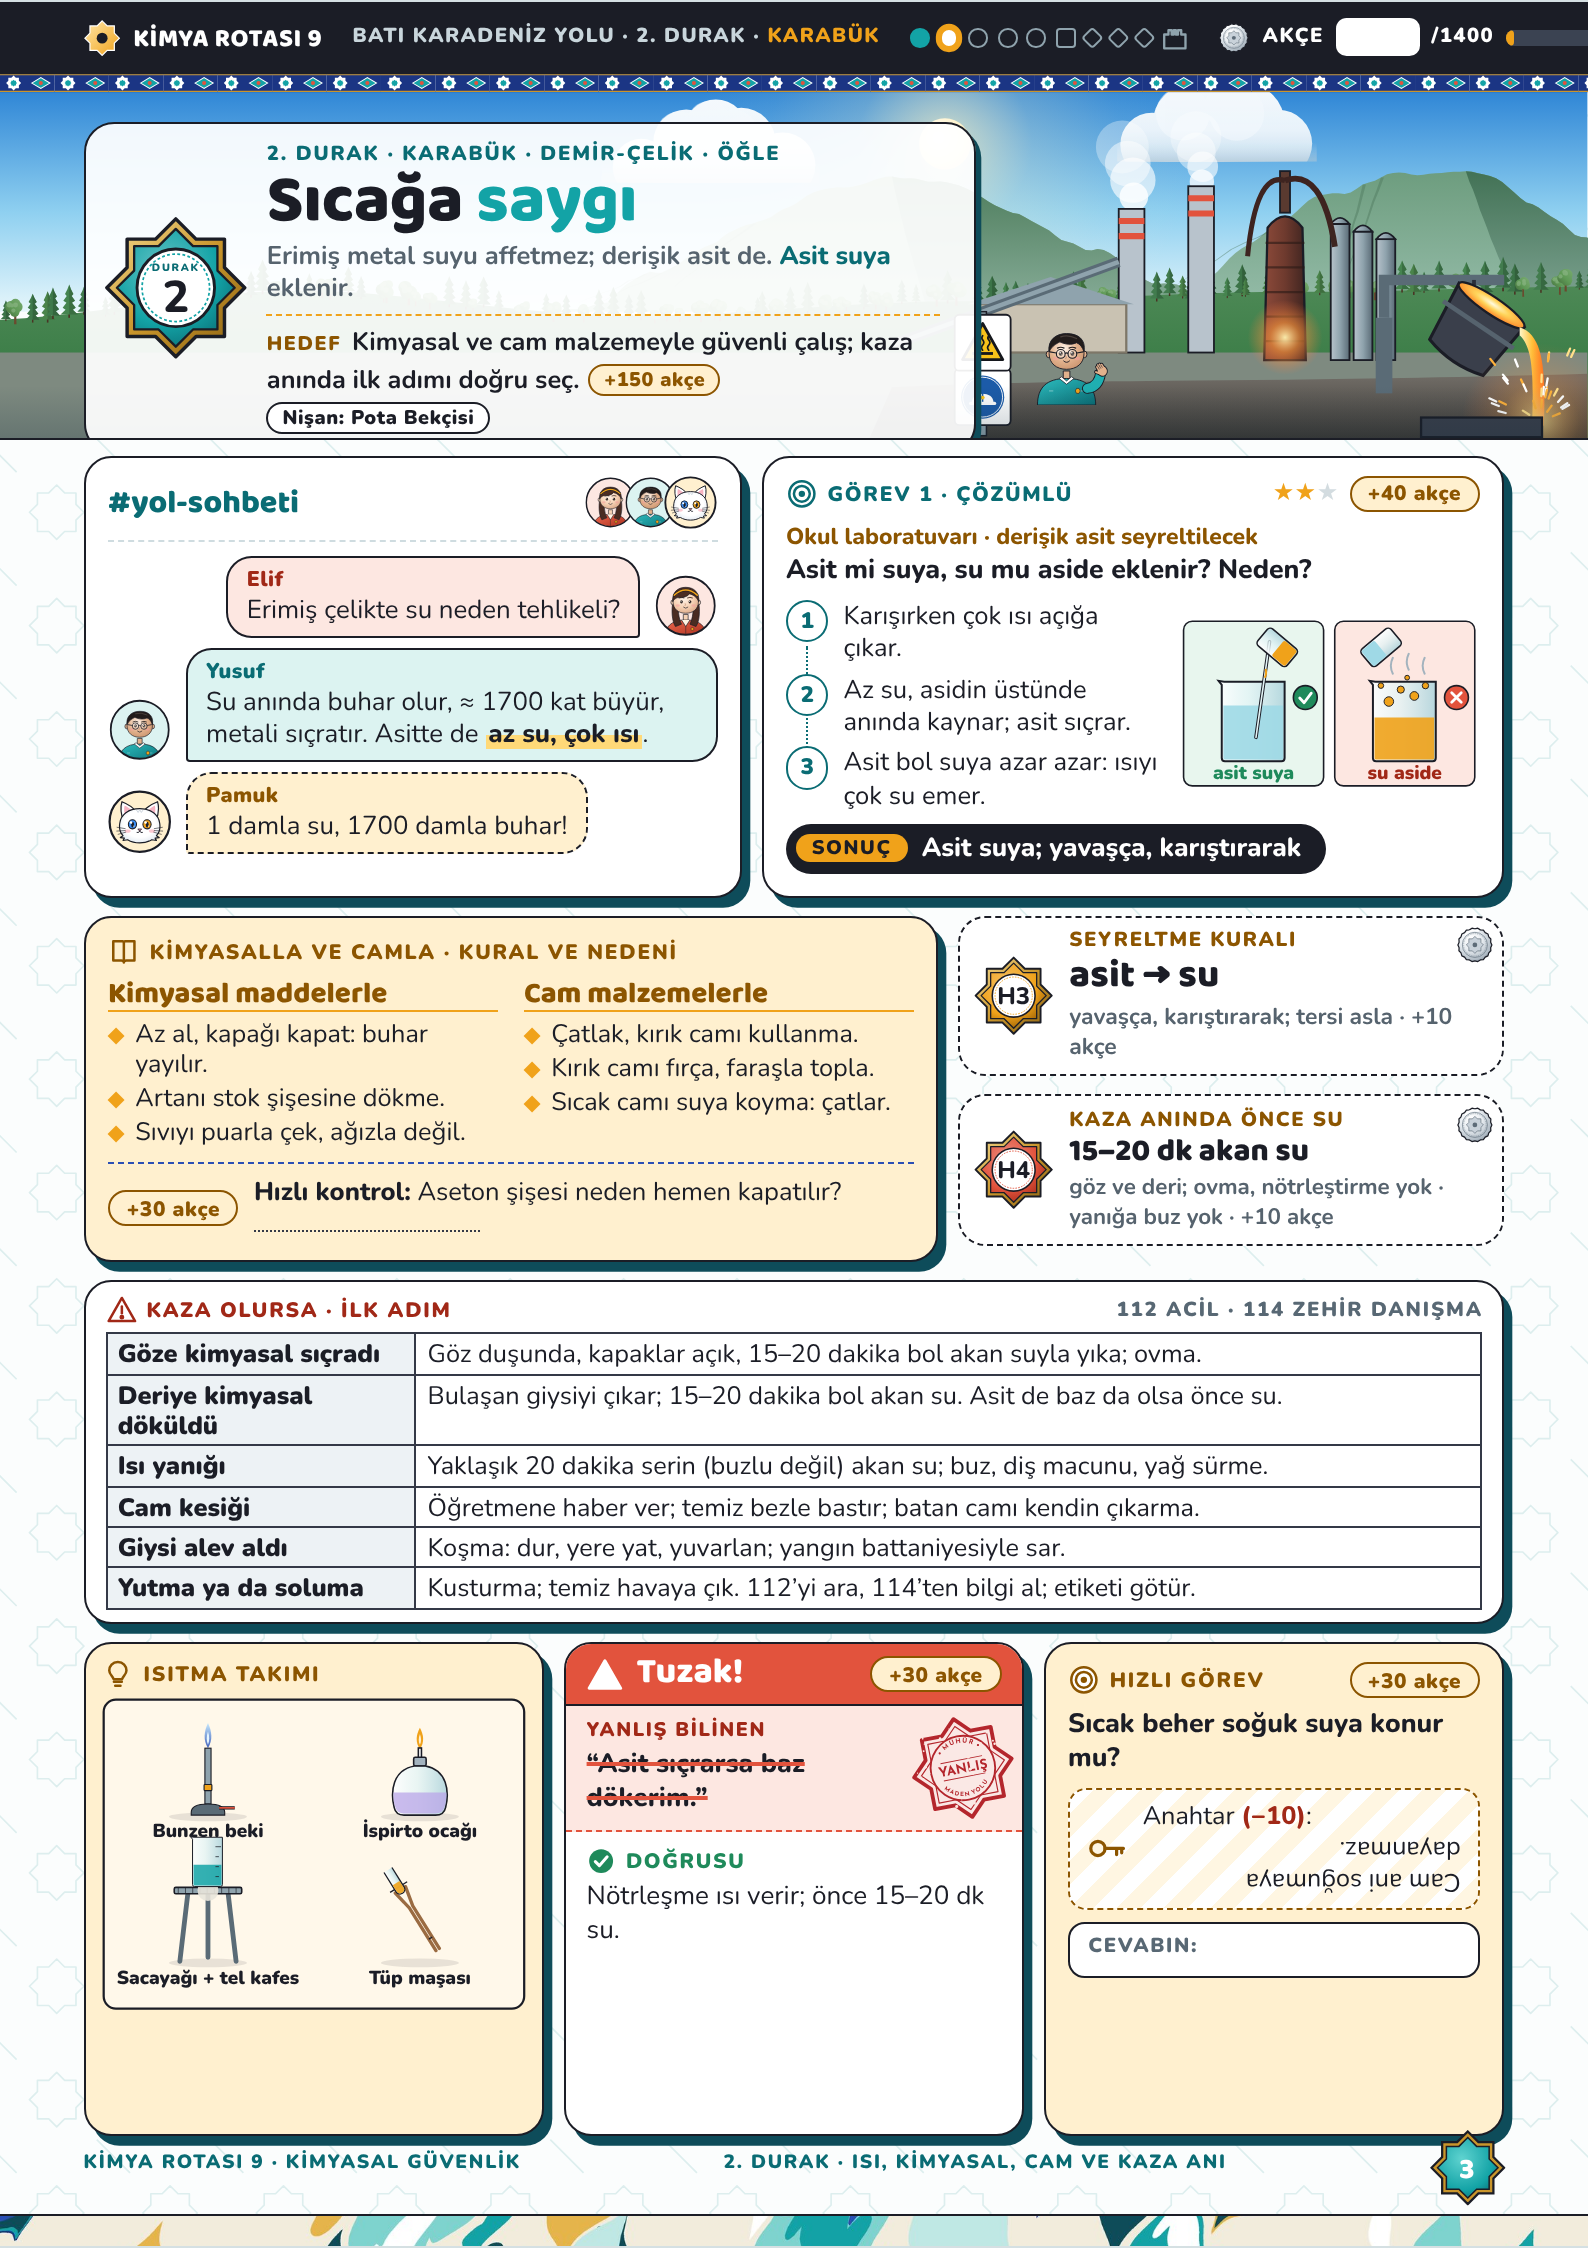 KİMYA ROTASI 9
BATI KARADENİZ YOLU · 2. DURAK · KARABÜK
AKÇE /1400
2. DURAK · KARABÜK · DEMİR-ÇELİK · ÖĞLE
Sıcağa saygı
DURAK
2
Erimiş metal suyu affetmez; derişik asit de. Asit suya
eklenir.
HEDEF Kimyasal ve cam malzemeyle güvenli çalış; kaza
anında ilk adımı doğru seç. +150 akçe
Nişan: Pota Bekçisi
#yol-sohbeti
Elif
Erimiş çelikte su neden tehlikeli?
Yusuf
Su anında buhar olur, ≈ 1700 kat büyür,
metali sıçratır. Asitte de az su, çok ısı.
Pamuk
1 damla su, 1700 damla buhar!
GÖREV 1 · ÇÖZÜMLÜ
+40 akçe
Okul laboratuvarı · derişik asit seyreltilecek
Asit mi suya, su mu aside eklenir? Neden?
1 Karışırken çok ısı açığa
çıkar.
2 Az su, asidin üstünde
anında kaynar; asit sıçrar.
3 Asit bol suya azar azar: ısıyı
çok su emer.
asit suya
su aside
SONUÇ Asit suya; yavaşça, karıştırarak
KİMYASALLA VE CAMLA · KURAL VE NEDENİ
Kimyasal maddelerle
Az al, kapağı kapat: buhar
yayılır.
Artanı stok şişesine dökme.
Sıvıyı puarla çek, ağızla değil.
Cam malzemelerle
Çatlak, kırık camı kullanma.
Kırık camı fırça, faraşla topla.
Sıcak camı suya koyma: çatlar.
+30 akçe
Hızlı kontrol: Aseton şişesi neden hemen kapatılır?
H3
SEYRELTME KURALI
asit → su
yavaşça, karıştırarak; tersi asla · +10
akçe
H4
KAZA ANINDA ÖNCE SU
15–20 dk akan su
göz ve deri; ovma, nötrleştirme yok ·
yanığa buz yok · +10 akçe
KAZA OLURSA · İLK ADIM
112 ACİL · 114 ZEHİR DANIŞMA
Göze kimyasal sıçradı
Göz duşunda, kapaklar açık, 15–20 dakika bol akan suyla yıka; ovma.
Deriye kimyasal
döküldü
Bulaşan giysiyi çıkar; 15–20 dakika bol akan su. Asit de baz da olsa önce su.
Isı yanığı
Yaklaşık 20 dakika serin (buzlu değil) akan su; buz, diş macunu, yağ sürme.
Cam kesiği
Öğretmene haber ver; temiz bezle bastır; batan camı kendin çıkarma.
Giysi alev aldı
Koşma: dur, yere yat, yuvarlan; yangın battaniyesiyle sar.
Yutma ya da soluma
Kusturma; temiz havaya çık. 112’yi ara, 114’ten bilgi al; etiketi götür.
ISITMA TAKIMI
Bunzen beki
İspirto ocağı
Sacayağı + tel kafes
Tüp maşası
Tuzak!
+30 akçe
YANLIŞ BİLİNEN
“Asit sıçrarsa baz
dökerim.”
MÜHÜR
YANLIŞ
MADEN YOLU
DOĞRUSU
Nötrleşme ısı verir; önce 15–20 dk
su.
HIZLI GÖREV
+30 akçe
Sıcak beher soğuk suya konur
mu?
Anahtar (−10):
Cam ani soğumaya
dayanmaz.
CEVABIN:
KİMYA ROTASI 9 · KİMYASAL GÜVENLİK
2. DURAK · ISI, KİMYASAL, CAM VE KAZA ANI
3